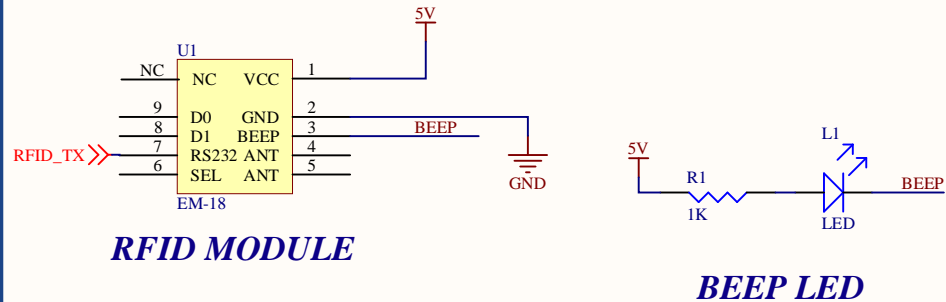 5V
U1
NC NC VCC 1
9 D0 GND 2
8 D1 BEEP 3 BEEP
RFID_TX 7 RS232 ANT 4
6 SEL ANT 5
EM-18
GND
RFID MODULE
5V
R1
1K
L1
LED
BEEP
BEEP LED